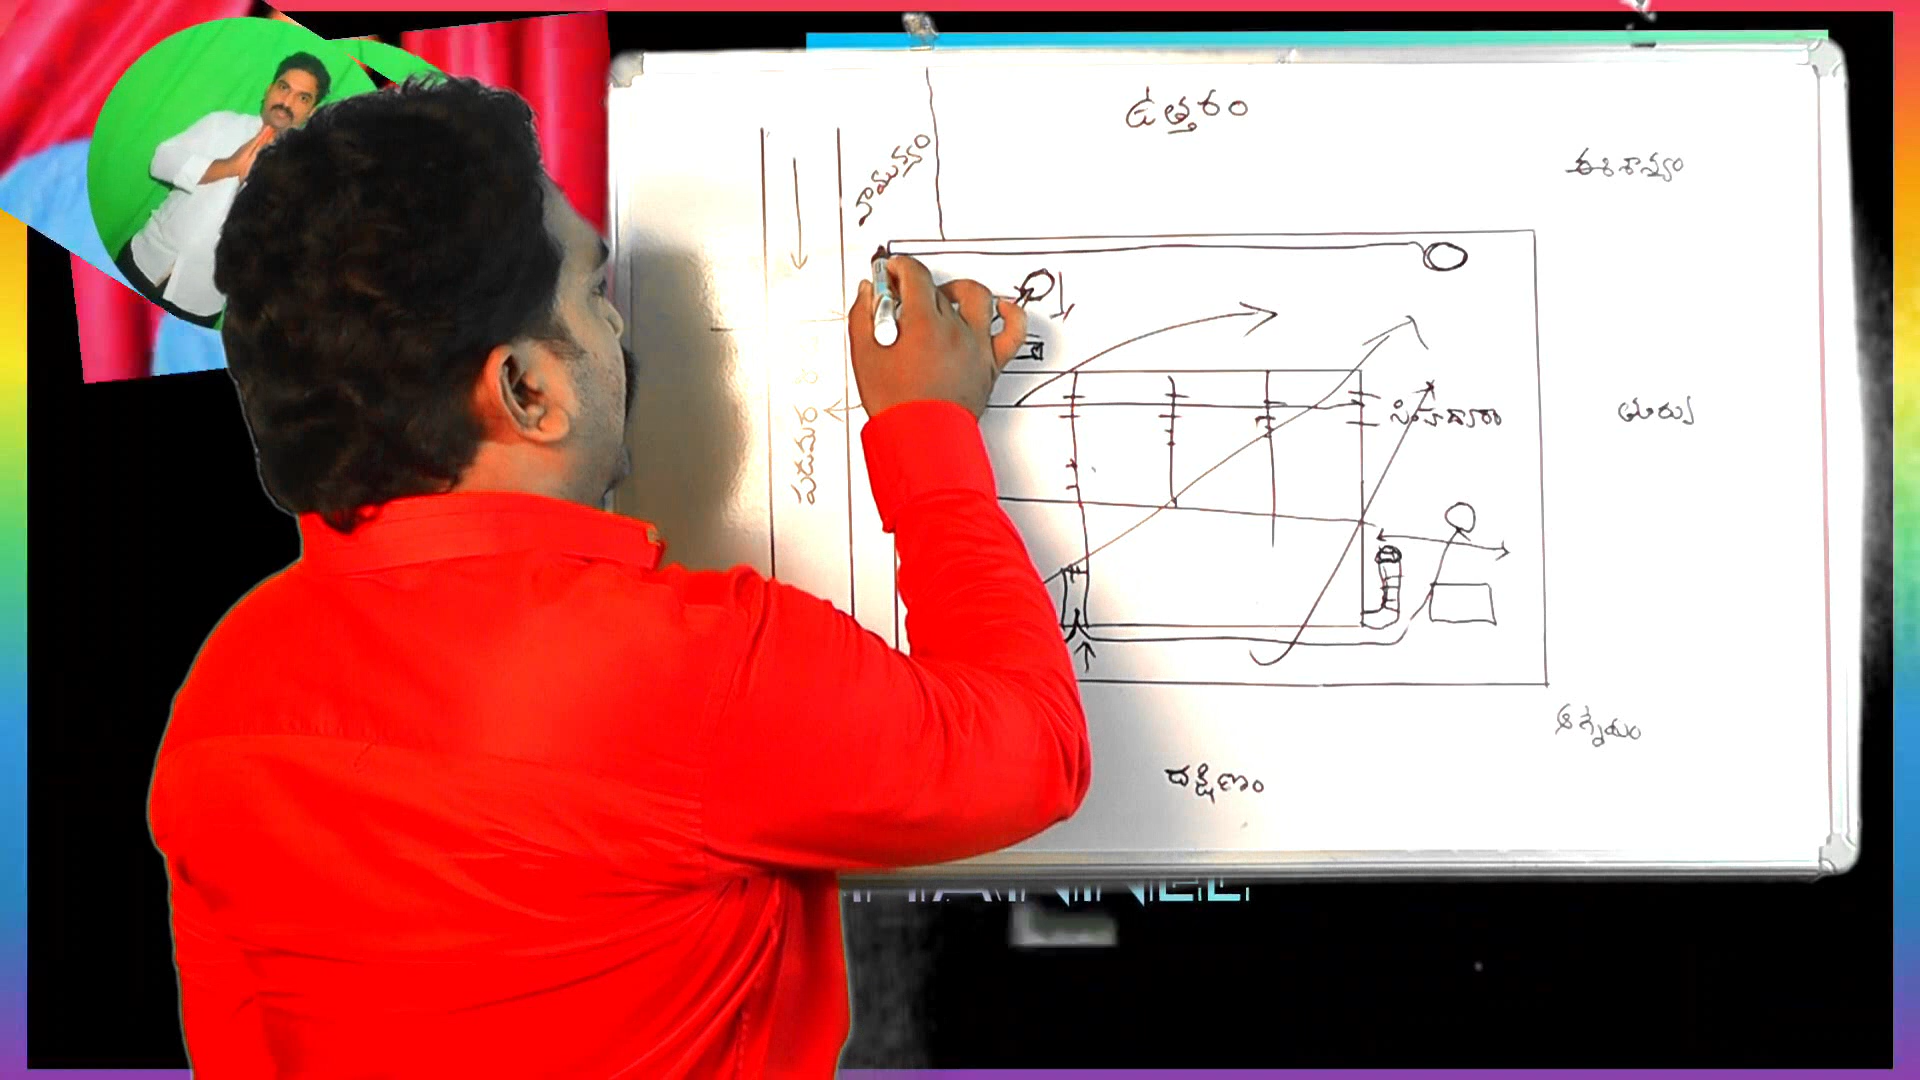 ఉత్తరం
ఈశాన్యం
వాయువ్యం
సింహద్వారం
తూర్పు
పడమర
ఆగ్నేయం
దక్షిణం